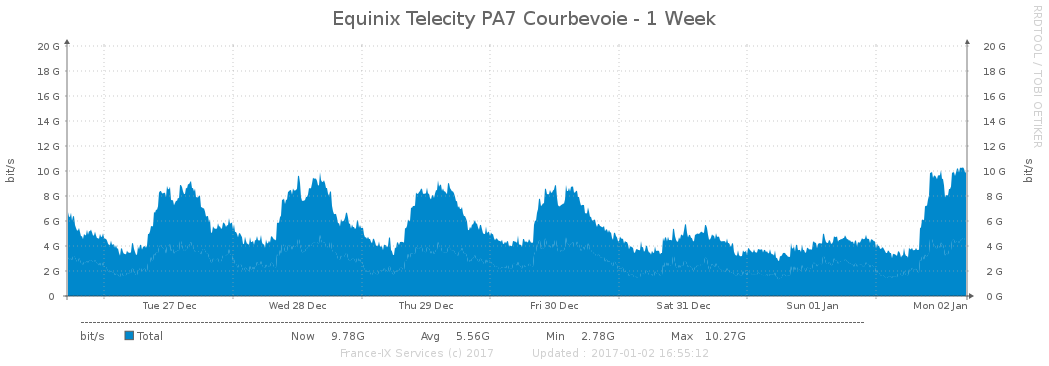 Equinix Telecity PA7 Courbevoie - 1 Week
RRDTOOL / TOBI OETIKER
bit/s
bit/s
20 G 20 G
18 G 18 G
16 G 16 G
14 G 14 G
12 G 12 G
10 G 10 G
8 G 8 G
6 G 6 G
4 G 4 G
2 G 2 G
0 0 G
Tue 27 Dec Wed 28 Dec Thu 29 Dec Fri 30 Dec Sat 31 Dec Sun 01 Jan Mon 02 Jan
bit/s Total Now 9.78G Avg 5.56G Min 2.78G Max 10.27G
France-IX Services (c) 2017 Updated : 2017-01-02 16:55:12